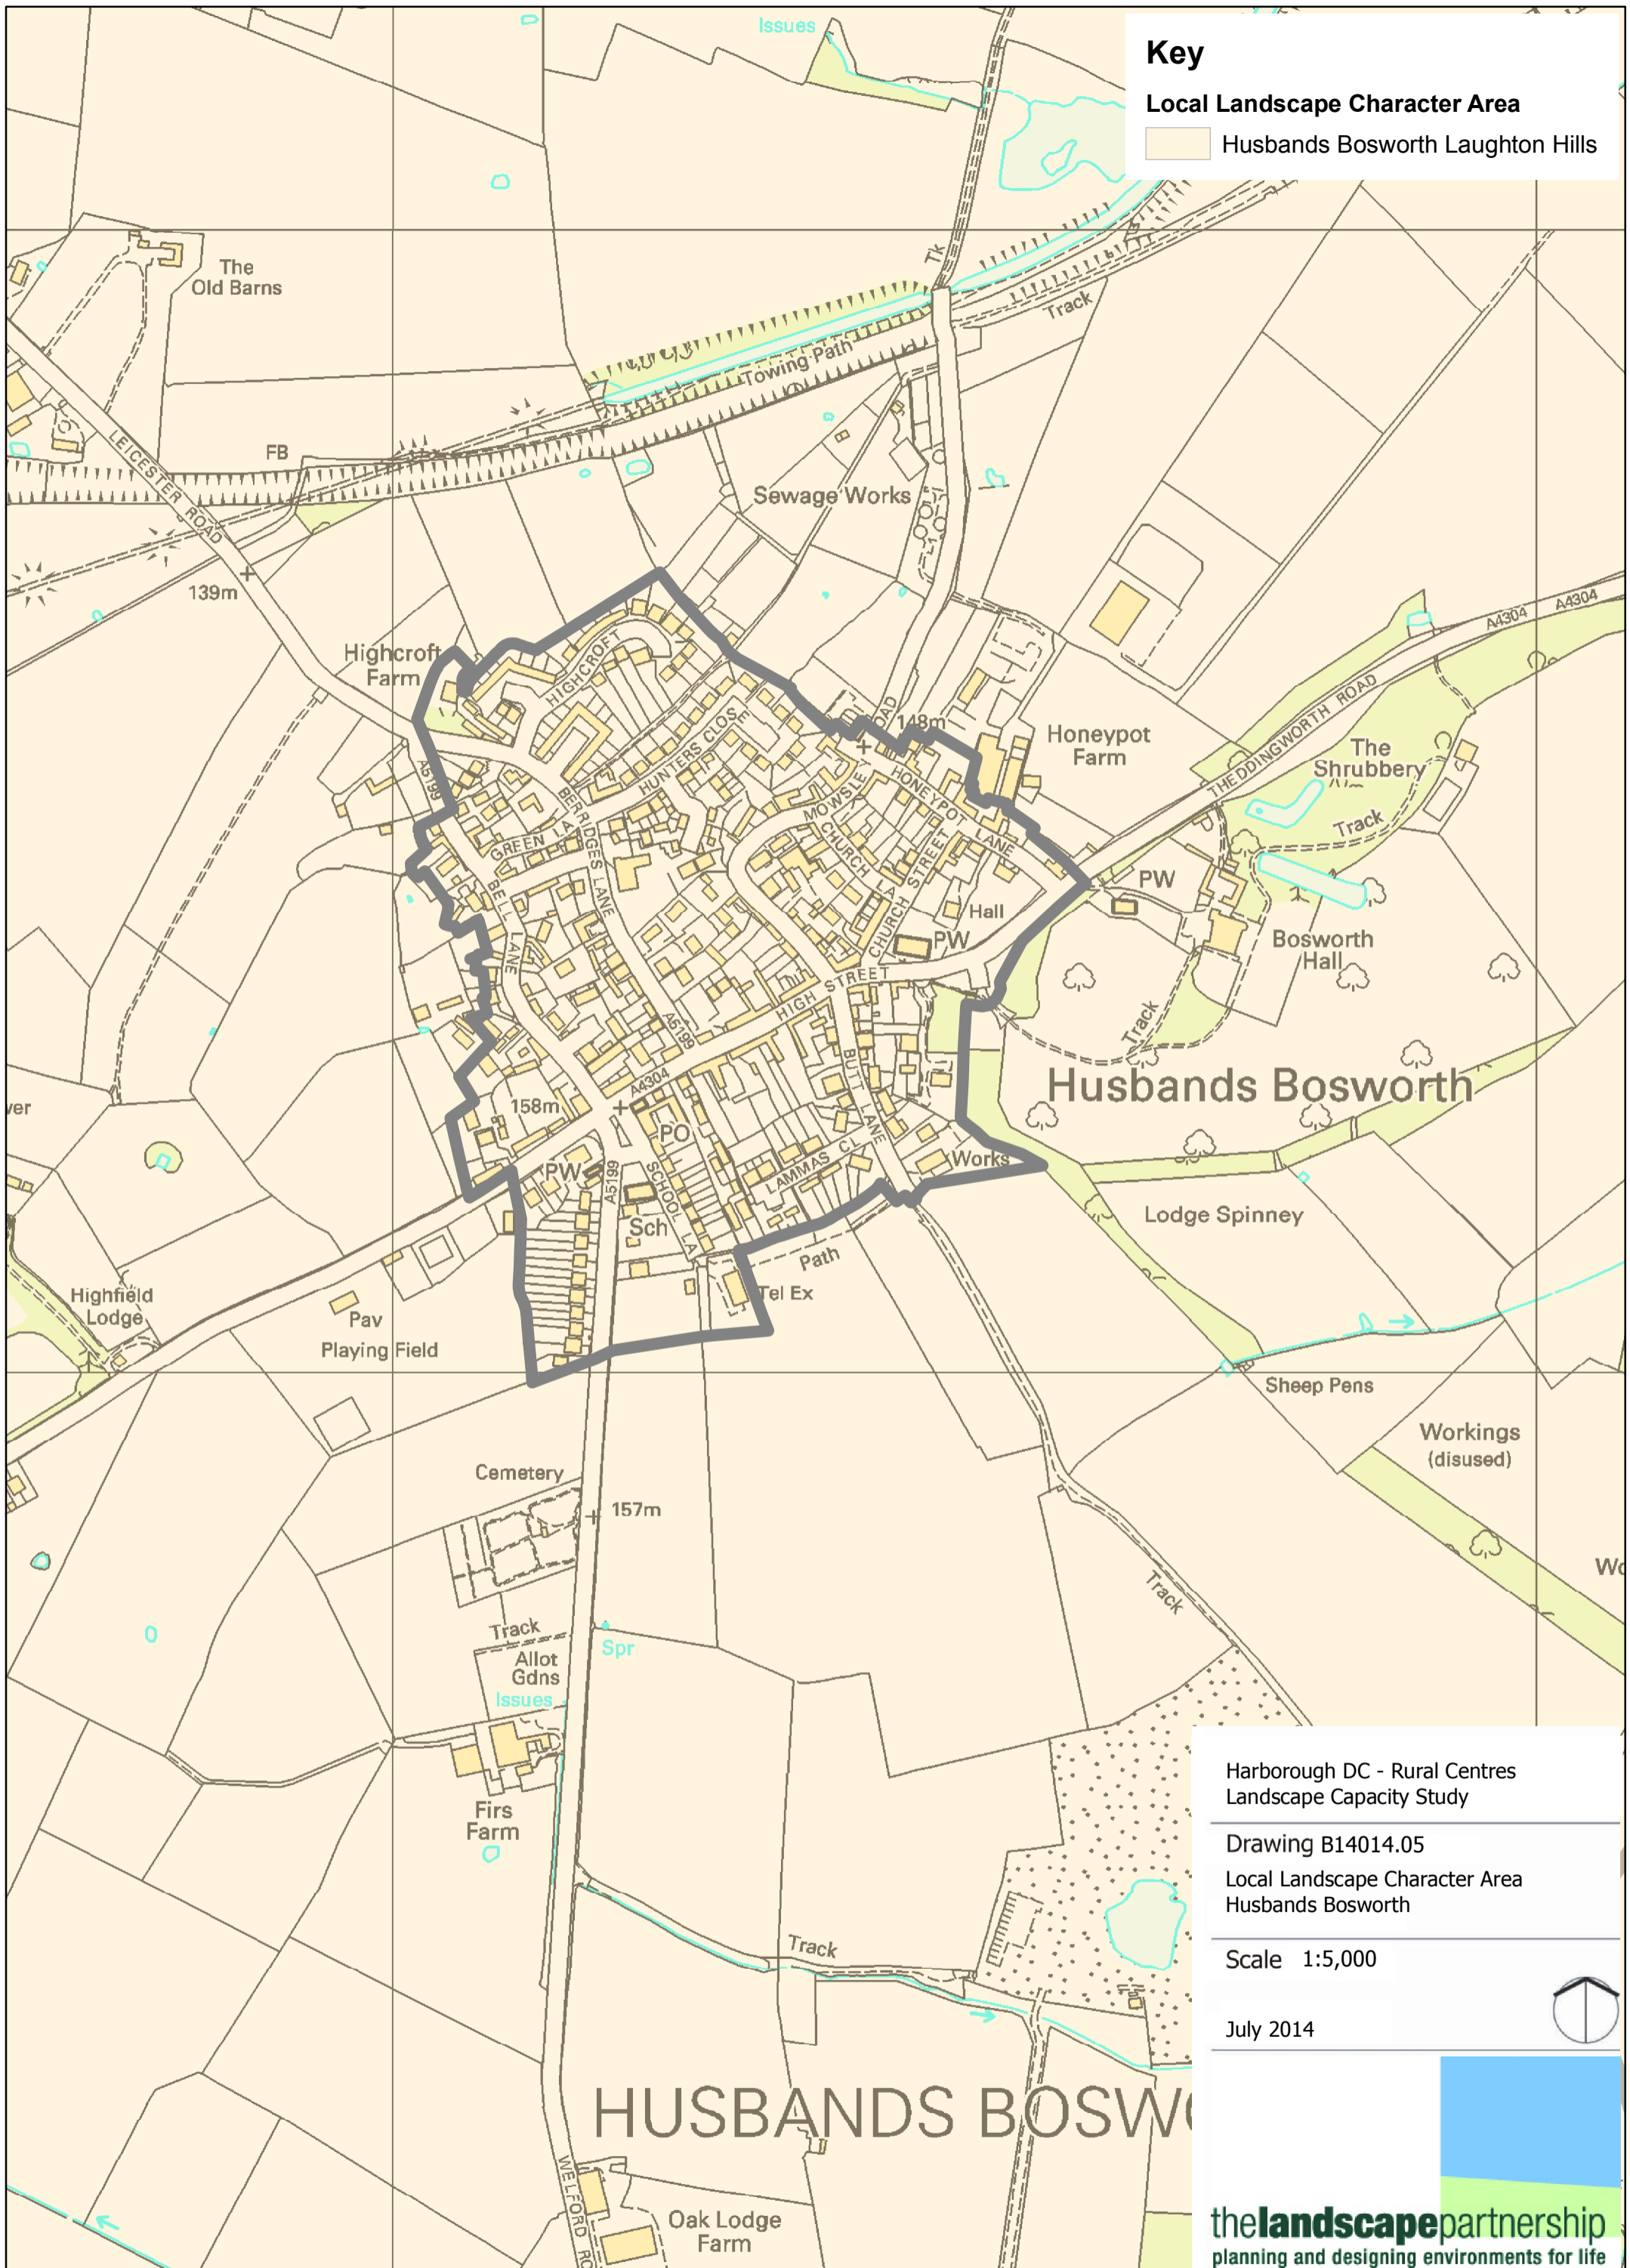 Issues
Key
Local Landscape Character Area
Husbands Bosworth Laughton Hills
Tk
The
Old Barns
Track
Towing Path
LEICESTER ROAD
FB
Sewage Works
139m
Highcroft
Farm
HIGHCROFT
A4304
A4304
THEDDINGWORTH ROAD
148m
Honeypot
Farm
The
Shrubbery
Track
A5199
HUNTERS CLOSE
BERRIDGES LANE
GREEN LA
MOWSLEY ROAD
HONEYPOT LANE
CHURCH LA
CHURCH STREET
BELL LANE
PW
Hall
PW
Bosworth
Hall
HIGH STREET
A5199
Track
BUTT LANE
A4304
Husbands Bosworth
158m
PO
PW
A5199
SCHOOL LA
LAMMAS CL
Works
Sch
Lodge Spinney
Path
Tel Ex
Highfield
Lodge
Pav
Playing Field
Sheep Pens
Workings
(disused)
Cemetery
157m
Track
Track
Spr
Allot
Gdns
Issues
Firs
Farm
Track
HUSBANDS BOSW
WELFORD RO
Oak Lodge
Farm
Harborough DC - Rural Centres
Landscape Capacity Study
Drawing B14014.05
Local Landscape Character Area
Husbands Bosworth
Scale 1:5,000
July 2014
thelandscapepartnership
planning and designing environments for life